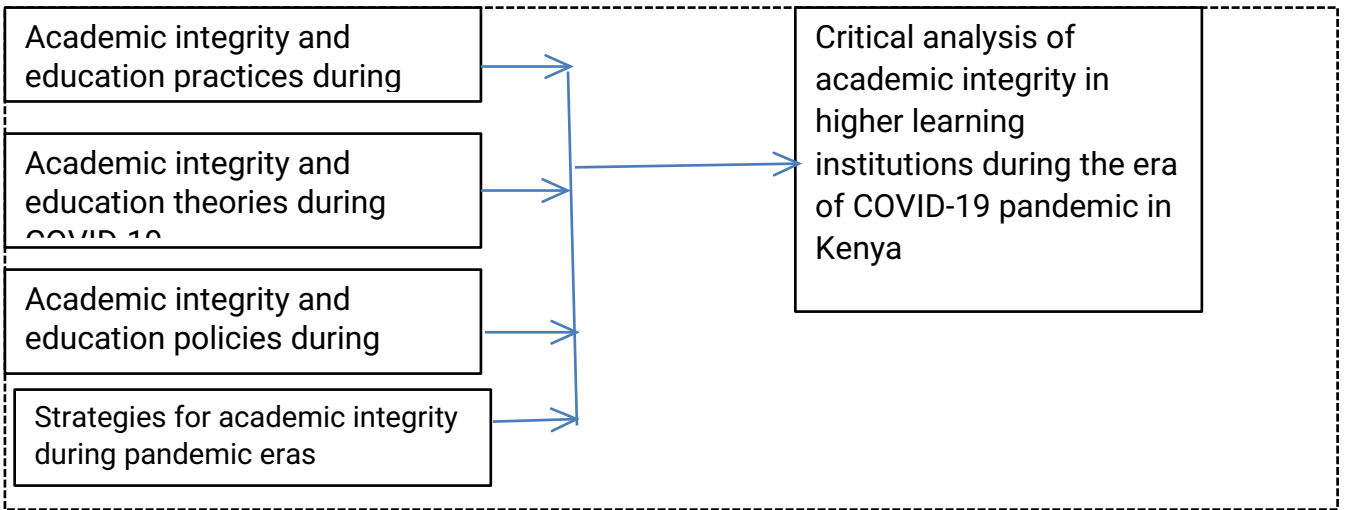 Academic integrity and
education practices during
Academic integrity and
education theories during
COVID-19
Academic integrity and
education policies during
Strategies for academic integrity
during pandemic eras
Critical analysis of
academic integrity in
higher learning
institutions during the era
of COVID-19 pandemic in
Kenya